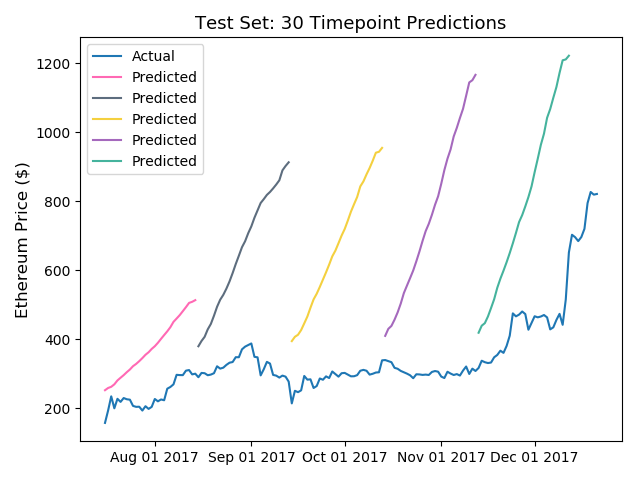 Test Set: 30 Timepoint Predictions
Actual
Predicted
Predicted
Predicted
Predicted
Predicted
Ethereum Price ($)
1200
1000
800
600
400
200
Aug 01 2017 Sep 01 2017 Oct 01 2017 Nov 01 2017 Dec 01 2017